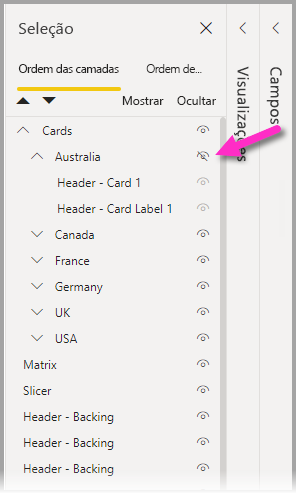 Seleção
Ordem das camadas
Ordem de...
Mostrar
Ocultar
Cards
Australia
Header - Card 1
Header - Card Label 1
Canada
France
Germany
UK
USA
Matrix
Slicer
Header - Backing
Header - Backing
Header - Backing
Visualizações
Campos